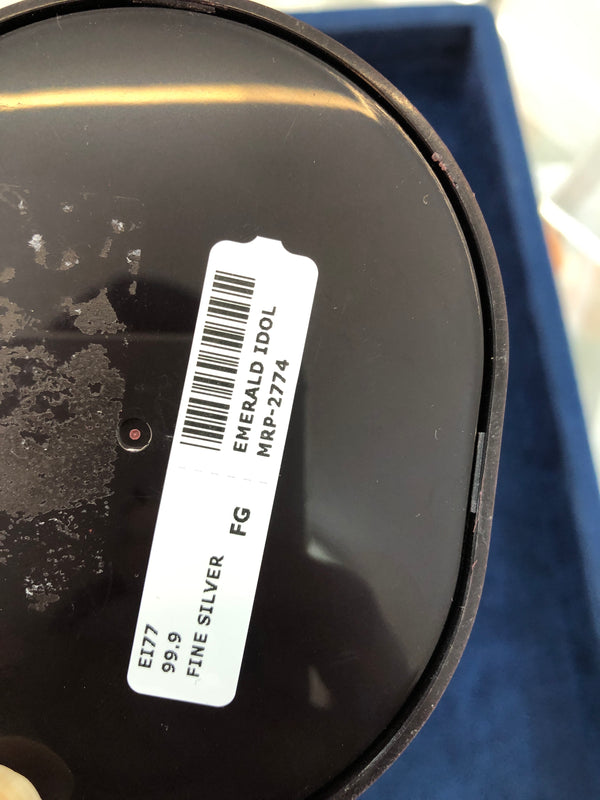 EMERALD IDOL
MRP-2774
FG
EI77
99.9
FINE SILVER